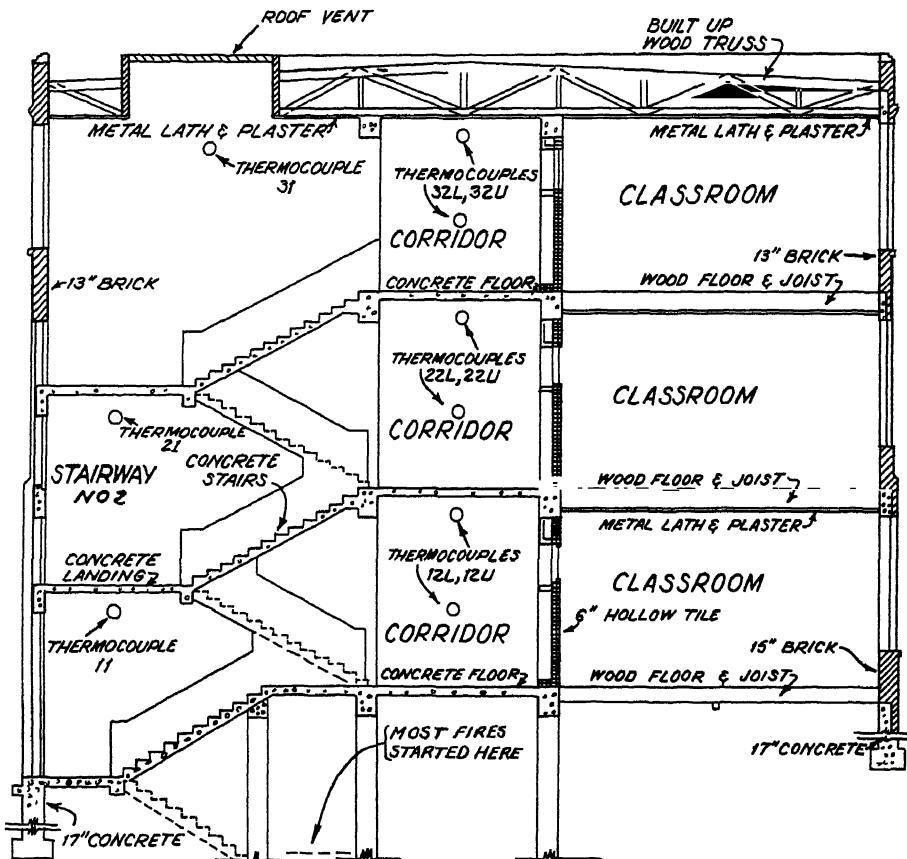 ROOF VENT
BUILT UP
WOOD TRUSS
METAL LATH & PLASTER
METAL LATH & PLASTER
THERMOCOUPLE
31
THERMOCOUPLES
32L, 32U
CORRIDOR
CLASSROOM
13" BRICK
13" BRICK
CONCRETE FLOOR
WOOD FLOOR & JOIST
THERMOCOUPLES
22L, 22U
CORRIDOR
CLASSROOM
THERMOCOUPLE
21
STAIRWAY
NO 2
CONCRETE
STAIRS
WOOD FLOOR & JOIST
METAL LATH & PLASTER
CONCRETE
LANDING
THERMOCOUPLES
12L, 12U
CORRIDOR
CLASSROOM
6" HOLLOW TILE
THERMOCOUPLE
11
15" BRICK
CONCRETE FLOOR
WOOD FLOOR & JOIST
MOST FIRES
STARTED HERE
17" CONCRETE
17" CONCRETE